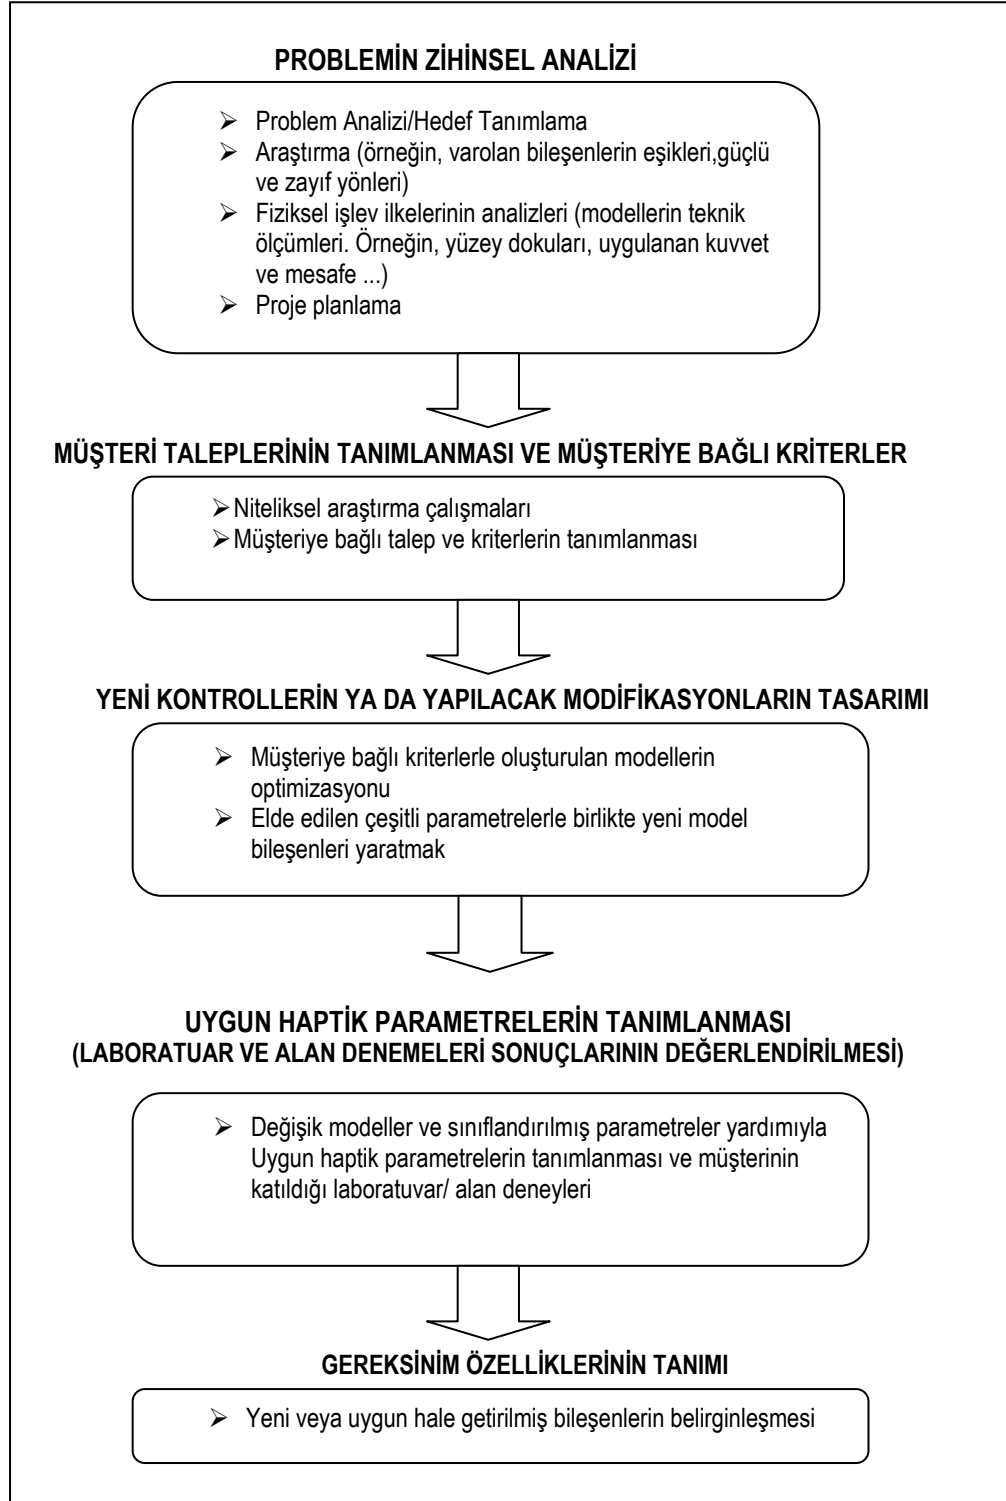 PROBLEMİN ZİHİNSEL ANALİZİ
➢ Problem Analizi/Hedef Tanımlama
➢ Araştırma (örneğin, varolan bileşenlerin eşikleri,güçlü
ve zayıf yönleri)
➢ Fiziksel işlev ilkelerinin analizleri (modellerin teknik
ölçümleri. Örneğin, yüzey dokuları, uygulanan kuvvet
ve mesafe ...)
➢ Proje planlama
MÜŞTERİ TALEPLERİNİN TANIMLANMASI VE MÜŞTERİYE BAĞLI KRİTERLER
➢ Niteliksel araştırma çalışmaları
➢ Müşteriye bağlı talep ve kriterlerin tanımlanması
YENİ KONTROLLERİN YA DA YAPILACAK MODİFİKASYONLARIN TASARIMI
➢ Müşteriye bağlı kriterlerle oluşturulan modellerin
optimizasyonu
➢ Elde edilen çeşitli parametrelerle birlikte yeni model
bileşenleri yaratmak
UYGUN HAPTİK PARAMETRELERİN TANIMLANMASI
(LABORATUAR VE ALAN DENEMELERİ SONUÇLARININ DEĞERLENDİRİLMESİ)
➢ Değişik modeller ve sınıflandırılmış parametreler yardımıyla
Uygun haptik parametrelerin tanımlanması ve müşterinin
katıldığı laboratuvar/ alan deneyleri
GEREKSİNİM ÖZELLİKLERİNİN TANIMI
➢ Yeni veya uygun hale getirilmiş bileşenlerin belirginleşmesi